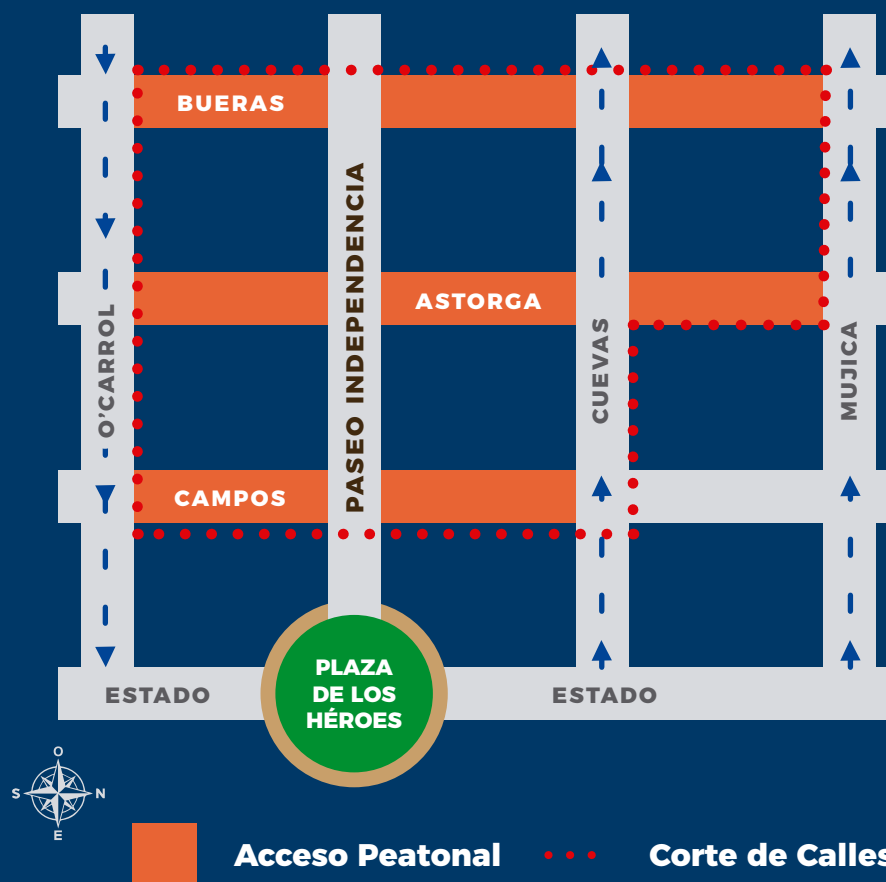 BUERAS
PASEO INDEPENDENCIA
ASTORGA
O'CARROL
CUEVAS
MUJICA
CAMPOS
PLAZA
DE LOS
HÉROES
ESTADO
ESTADO
O
S
N
E
Acceso Peatonal
Corte de Calles